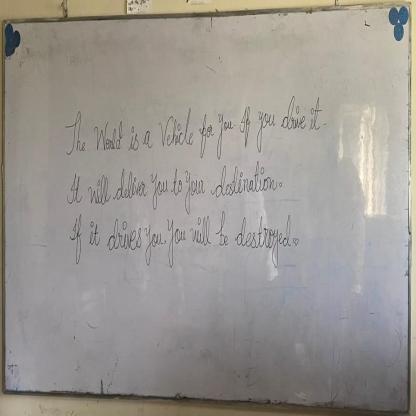 The World is a Vehicle for you. If you drive it.
It will deliver you to your destination.
If it drives you. You will be destroyed.